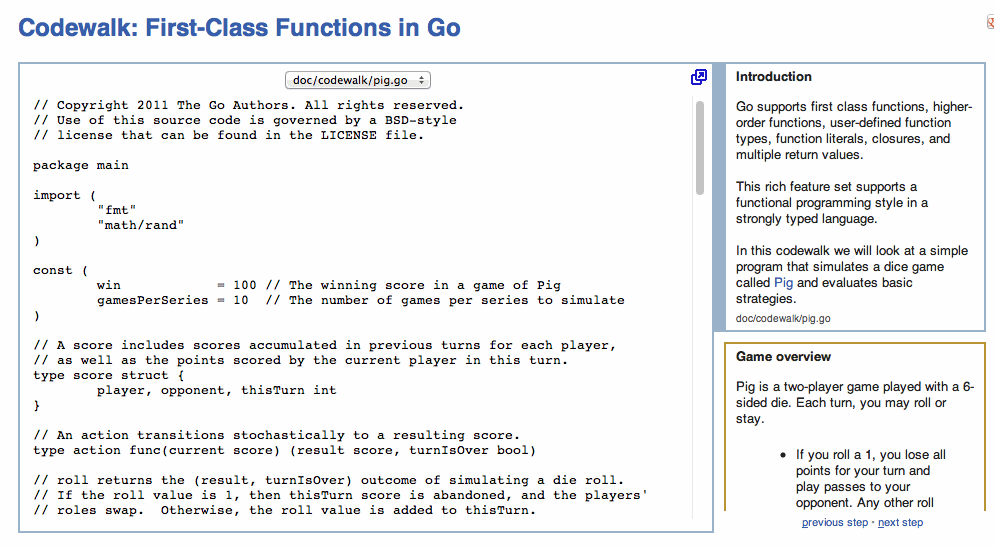 Codewalk: First-Class Functions in Go
doc/codewalk/pig.go
// Copyright 2011 The Go Authors. All rights reserved.
// Use of this source code is governed by a BSD-style
// license that can be found in the LICENSE file.
package main
import (
"fmt"
"math/rand"
)
const (
win = 100 // The winning score in a game of Pig
gamesPerSeries = 10 // The number of games per series to simulate
)
// A score includes scores accumulated in previous turns for each player,
// as well as the points scored by the current player in this turn.
type score struct {
player, opponent, thisTurn int
}
// An action transitions stochastically to a resulting score.
type action func(current score) (result score, turnIsOver bool)
// roll returns the (result, turnIsOver) outcome of simulating a die roll.
// If the roll value is 1, then thisTurn score is abandoned, and the players'
// roles swap.  Otherwise, the roll value is added to thisTurn.
Introduction
Go supports first class functions, higher-
order functions, user-defined function
types, function literals, closures, and
multiple return values.
This rich feature set supports a
functional programming style in a
strongly typed language.
In this codewalk we will look at a simple
program that simulates a dice game
called Pig and evaluates basic
strategies.
doc/codewalk/pig.go
Game overview
Pig is a two-player game played with a 6-
sided die. Each turn, you may roll or
stay.
• If you roll a 1, you lose all
points for your turn and
play passes to your
opponent. Any other roll
previous step • next step